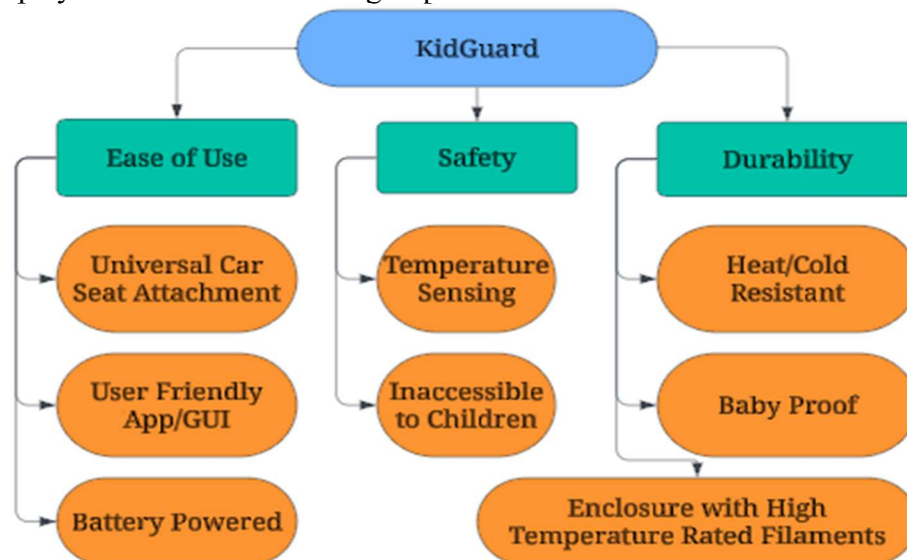 KidGuard
Ease of Use
Safety
Durability
Universal Car
Seat Attachment
Temperature
Sensing
Heat/Cold
Resistant
User Friendly
App/GUI
Inaccessible
to Children
Baby Proof
Battery Powered
Enclosure with High
Temperature Rated Filaments